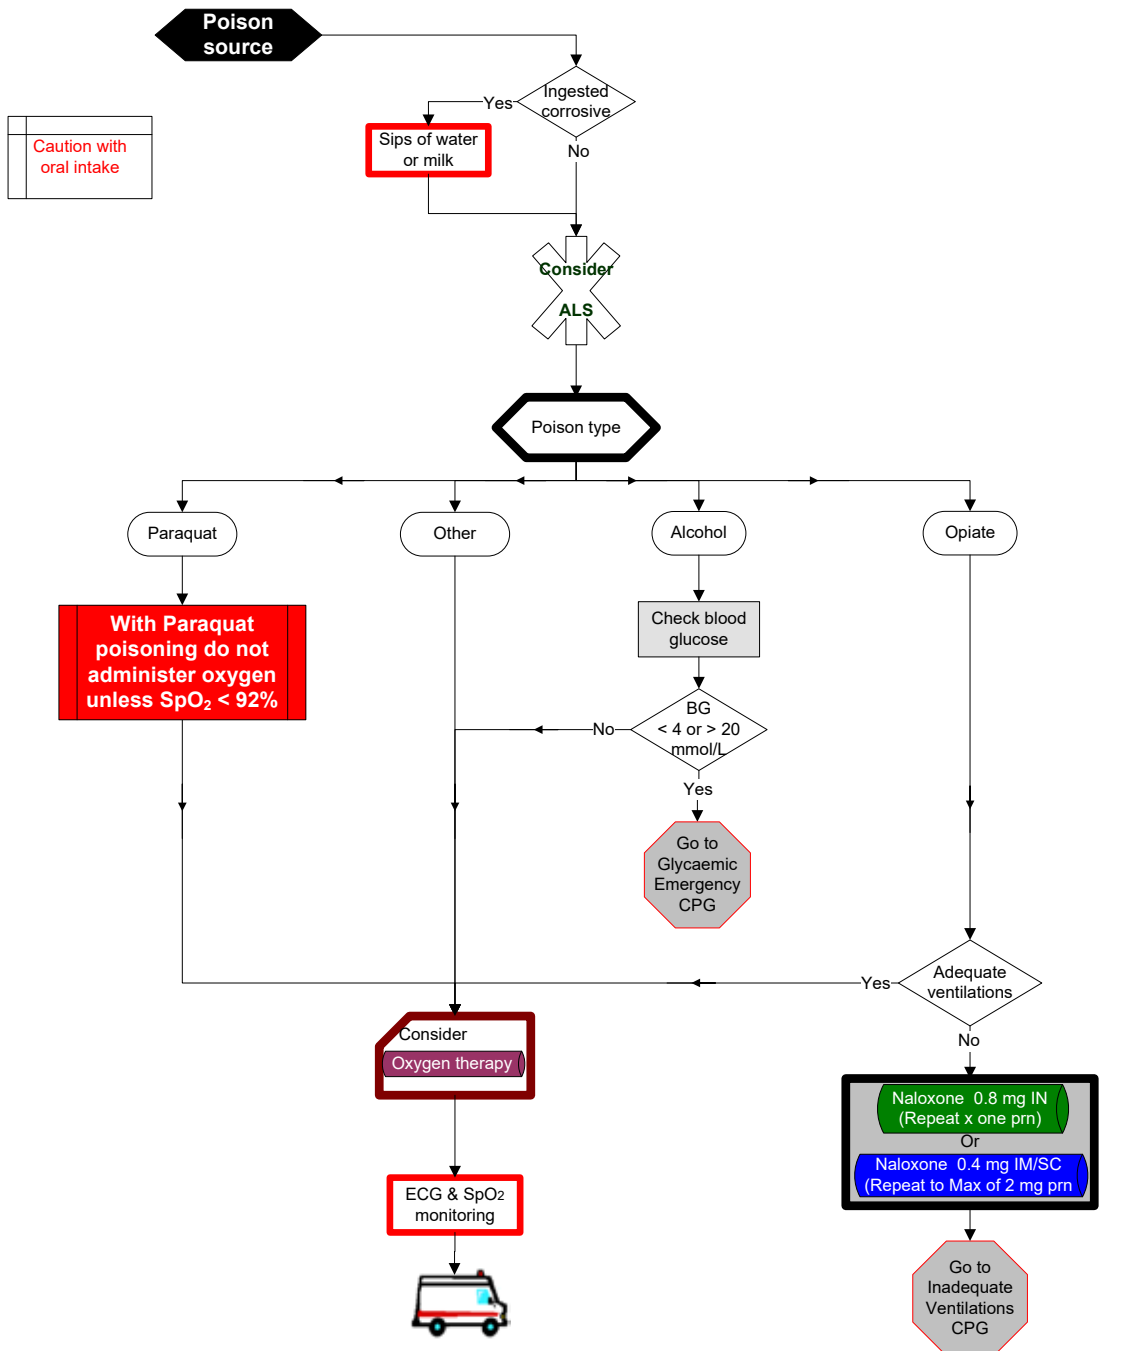 Poison
source
Ingested
corrosive
Yes
No
Sips of water
or milk
Caution with
oral intake
Consider
ALS
Poison type
Paraquat
Other
Alcohol
Opiate
With Paraquat
poisoning do not
administer oxygen
unless SpO₂ < 92%
Check blood
glucose
BG
< 4 or > 20
mmol/L
No
Yes
Go to
Glycaemic
Emergency
CPG
Adequate
ventilations
Yes
No
Consider
Oxygen therapy
Naloxone 0.8 mg IN
(Repeat x one prn)
Or
Naloxone 0.4 mg IM/SC
(Repeat to Max of 2 mg prn
ECG & SpO2
monitoring
Go to
Inadequate
Ventilations
CPG